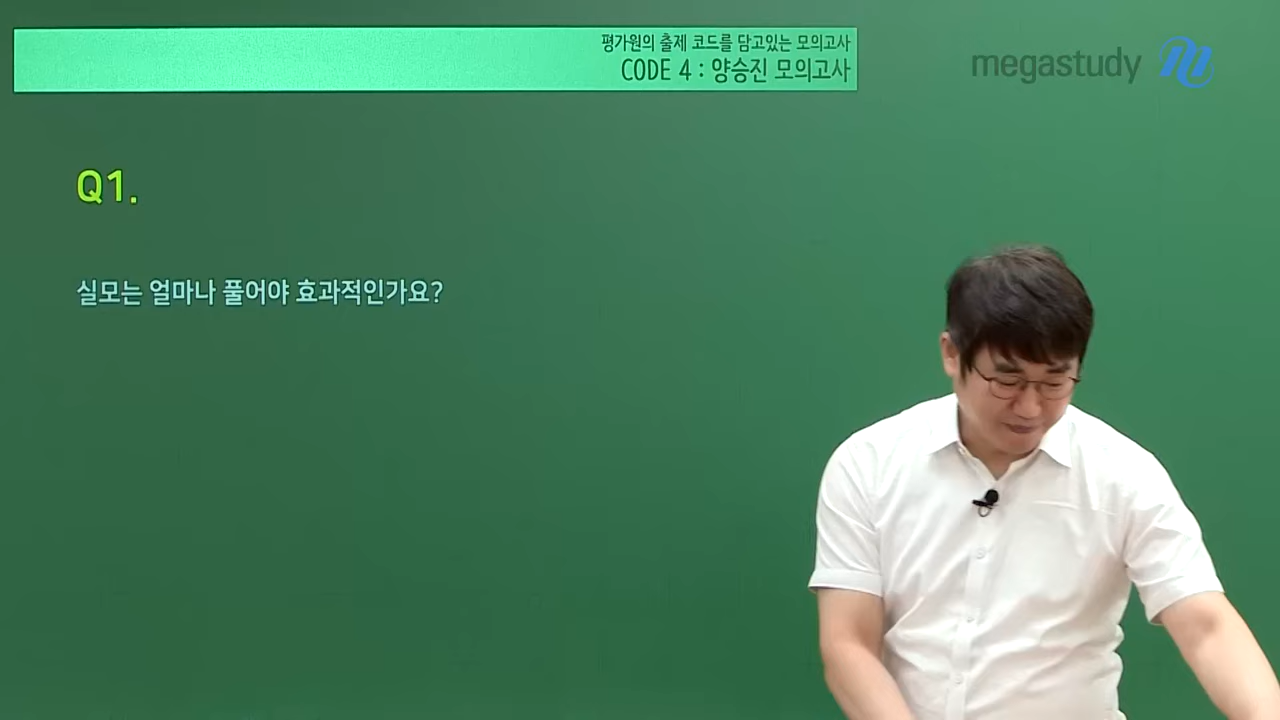 평가원의 출제 코드를 담고있는 모의고사
CODE 4 : 양승진 모의고사
megastudy
Q1.
실모는 얼마나 풀어야 효과적인가요?